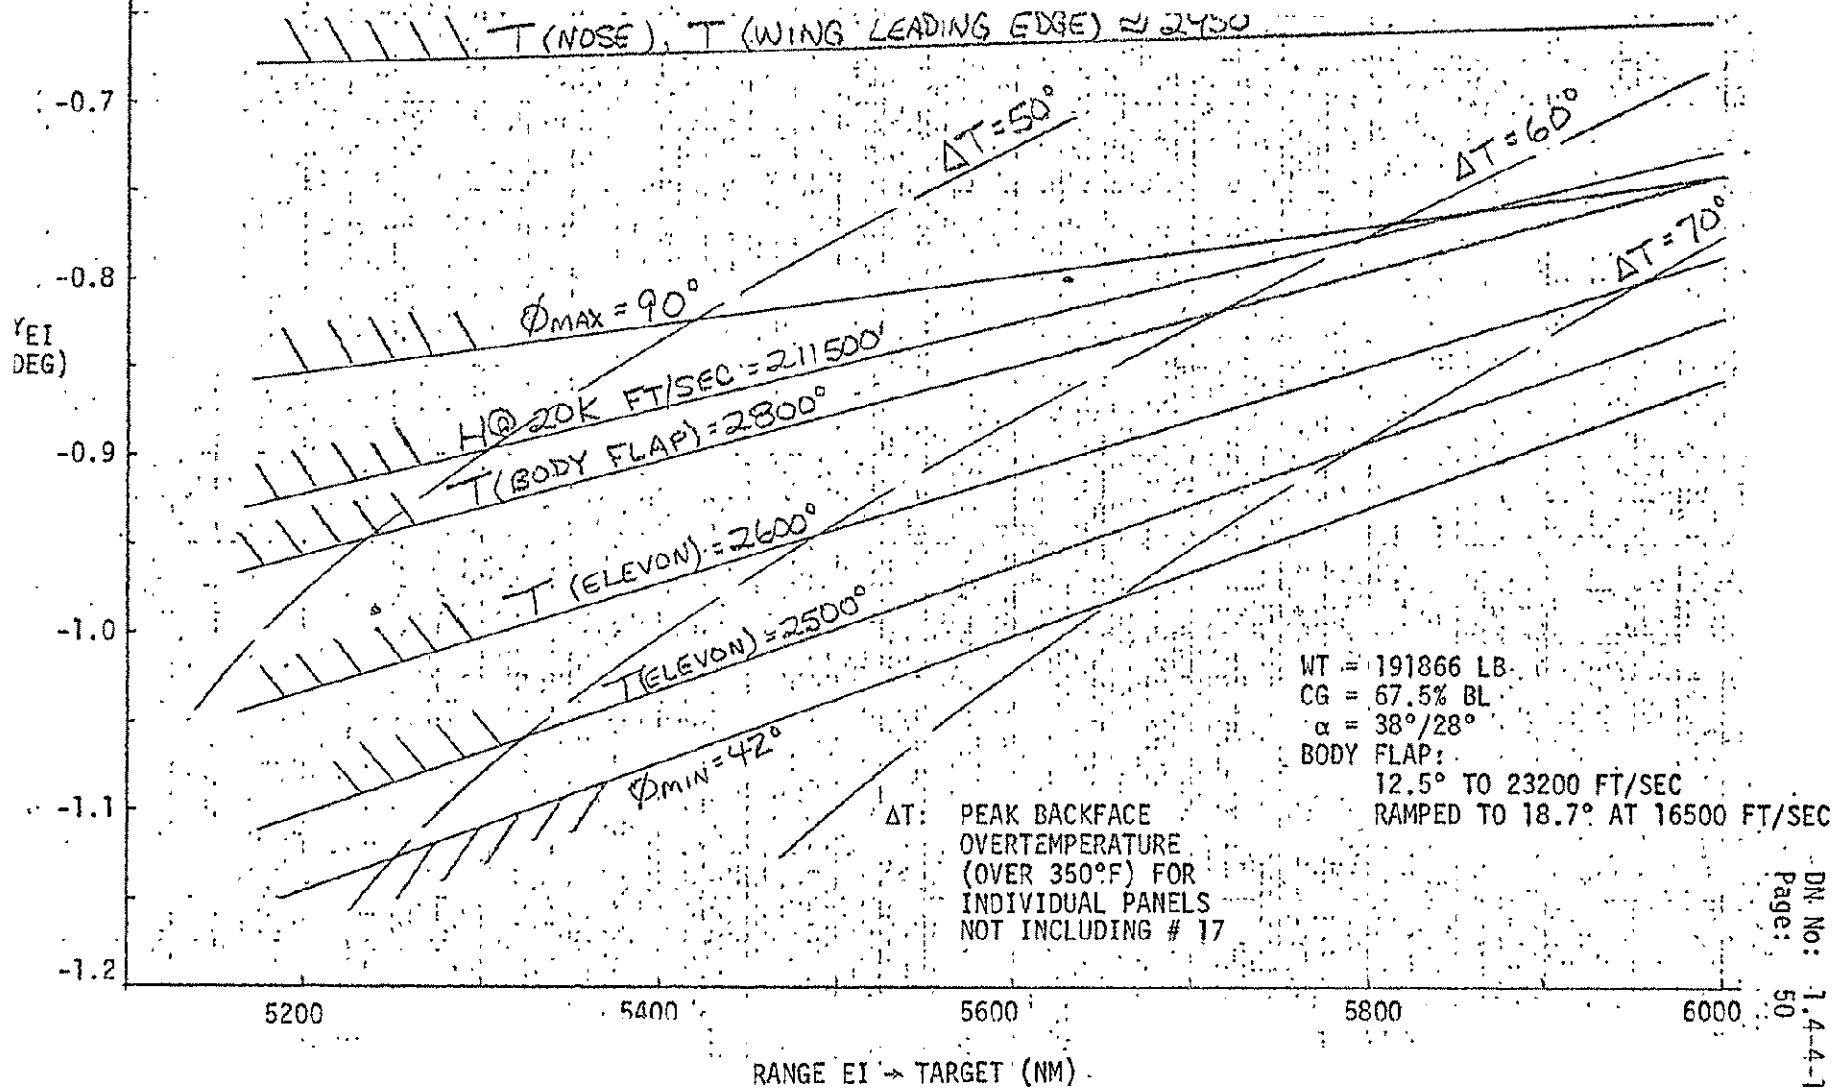 T (NOSE), T (WING LEADING EDGE) ≈ 2450
-0.7
ΔT = 50°
ΔT = 60°
-0.8
ΔT = 70°
γEI
DEG)
ØMAX = 90°
H@ 20K FT/SEC = 211500'
-0.9
T (BODY FLAP) = 2800°
T (ELEVON) = 2600°
-1.0
T (ELEVON) = 2500°
WT = 191866 LB
CG = 67.5% BL
α = 38°/28°
BODY FLAP:
12.5° TO 23200 FT/SEC
RAMPED TO 18.7° AT 16500 FT/SEC
ØMIN = 42°
-1.1
ΔT: PEAK BACKFACE
OVERTEMPERATURE
(OVER 350°F) FOR
INDIVIDUAL PANELS
NOT INCLUDING # 17
-1.2
5200 5400 5600 5800 6000
RANGE EI → TARGET (NM)
DN No: 1.4-4-1
Page: 50